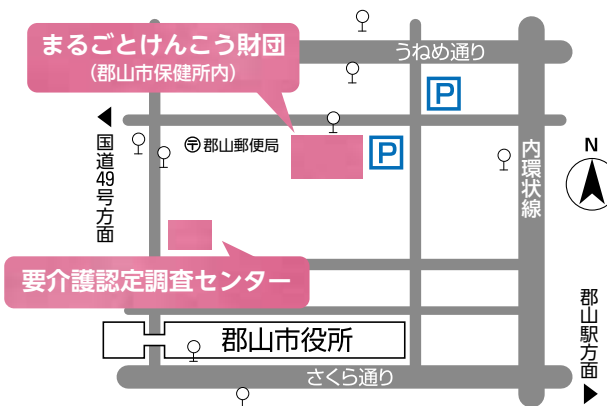 まるごとけんこう財団
(郡山市保健所内)
うねめ通り
P
国道49号方面
〒郡山郵便局
P
内環状線
N
要介護認定調査センター
郡山市役所
郡山駅方面
さくら通り